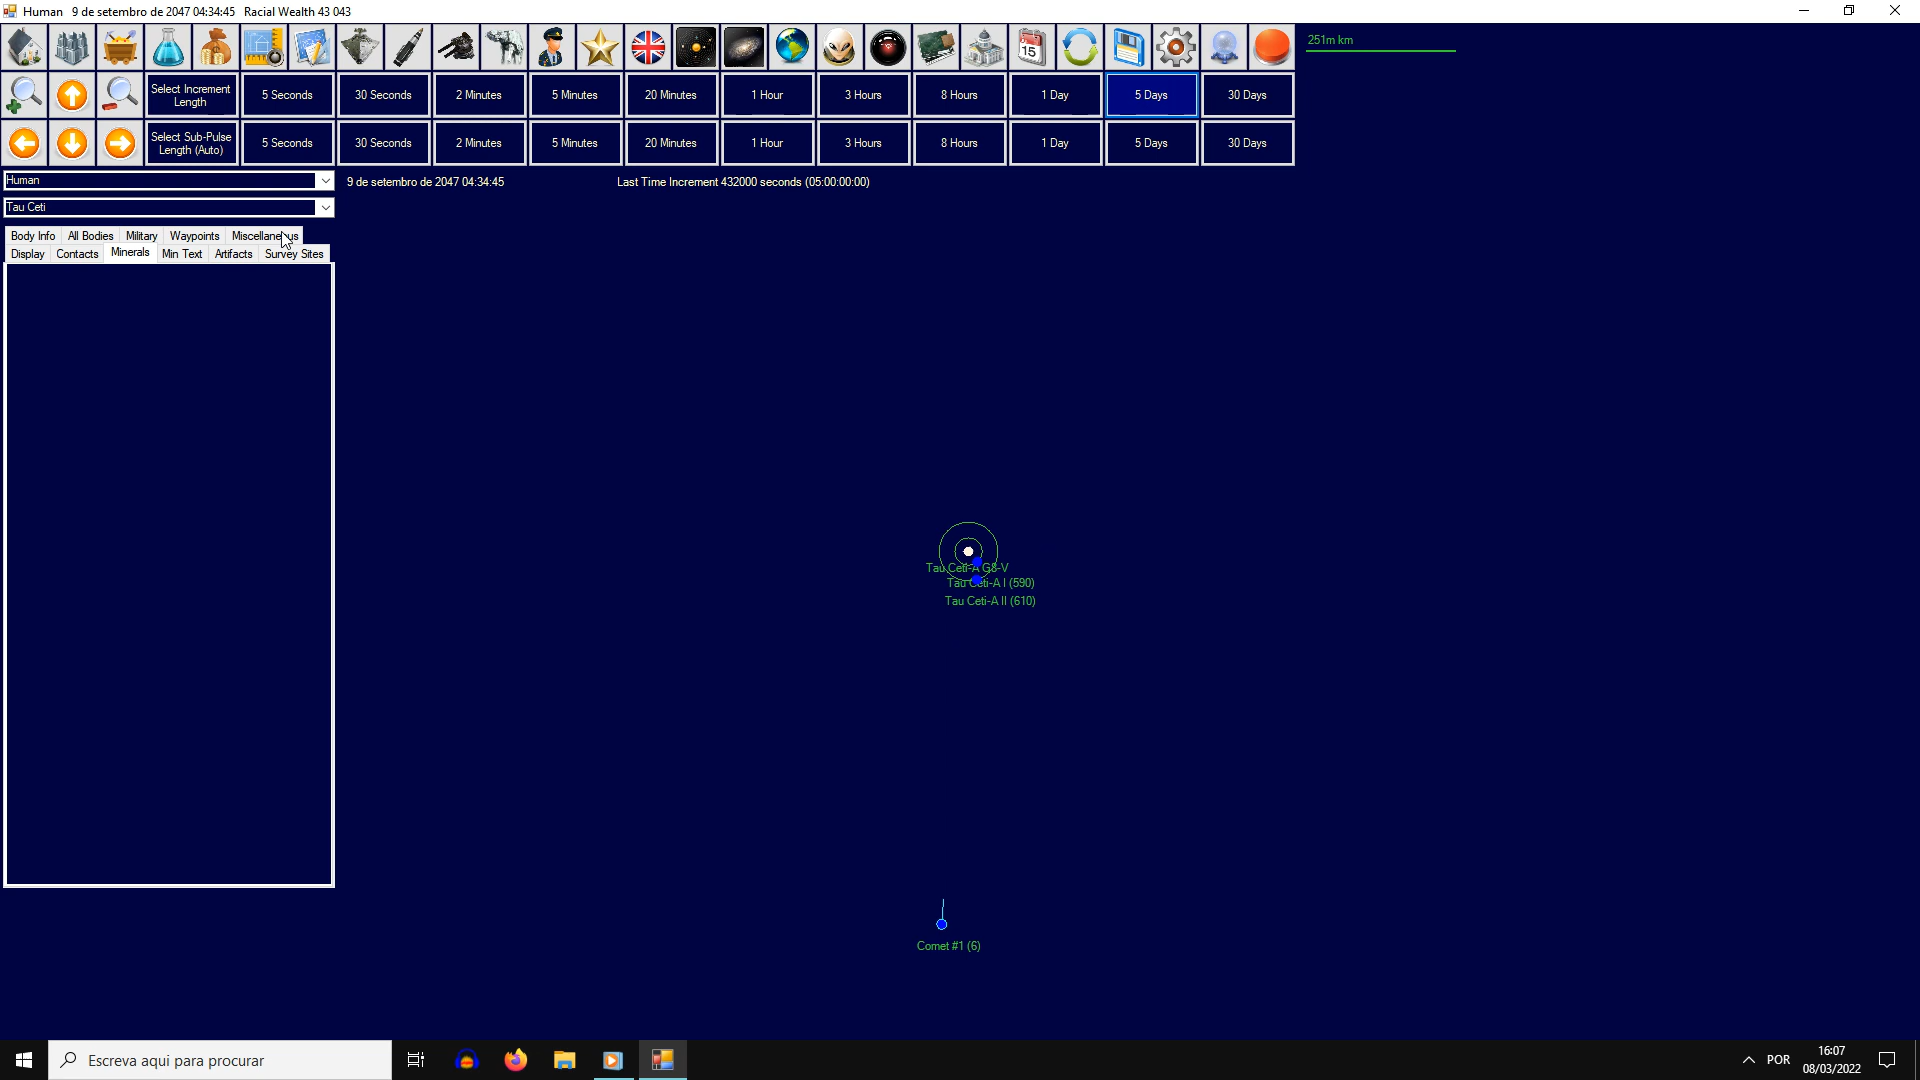 Human 9 de setembro de 2047 04:34:45 Racial Wealth 43 043
15
251m km
Select Increment Length
5 Seconds
30 Seconds
2 Minutes
5 Minutes
20 Minutes
1 Hour
3 Hours
8 Hours
1 Day
5 Days
30 Days
Select Sub-Pulse Length (Auto)
5 Seconds
30 Seconds
2 Minutes
5 Minutes
20 Minutes
1 Hour
3 Hours
8 Hours
1 Day
5 Days
30 Days
Human
9 de setembro de 2047 04:34:45
Last Time Increment 432000 seconds (05:00:00:00)
Tau Ceti
Body Info All Bodies Military Waypoints Miscellaneous
Display Contacts Minerals Min Text Artifacts Survey Sites
Tau Ceti-A G8-V
Tau Ceti-A I (590)
Tau Ceti-A II (610)
Comet #1 (6)
Escreva aqui para procurar
POR
16:07
08/03/2022